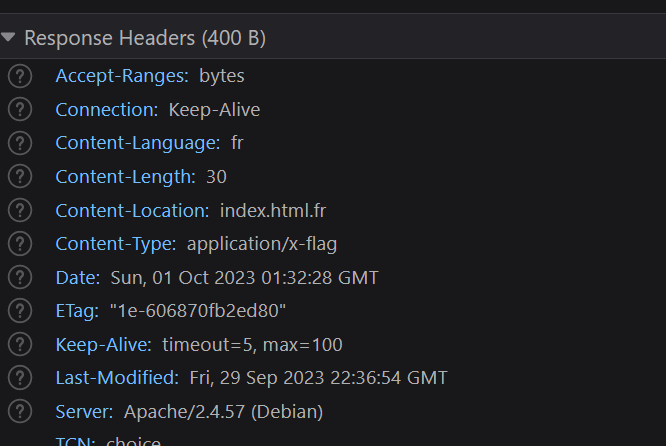 Response Headers (400 B)
Accept-Ranges: bytes
Connection: Keep-Alive
Content-Language: fr
Content-Length: 30
Content-Location: index.html.fr
Content-Type: application/x-flag
Date: Sun, 01 Oct 2023 01:32:28 GMT
ETag: "1e-606870fb2ed80"
Keep-Alive: timeout=5, max=100
Last-Modified: Fri, 29 Sep 2023 22:36:54 GMT
Server: Apache/2.4.57 (Debian)
TCN: choice